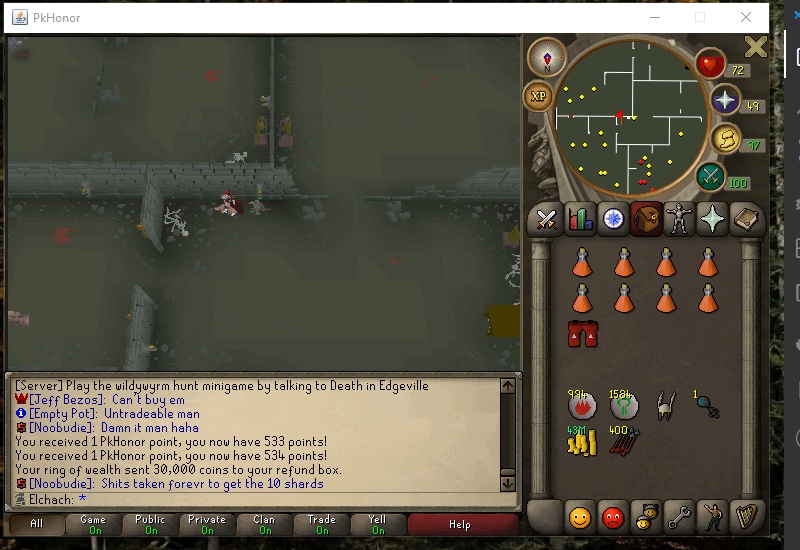 PkHonor
N
XP
72
49
97
100
994
1584
1
43M
400
[Server] Play the wildywyrm hunt minigame by talking to Death in Edgeville
[Jeff Bezos]: Can't buy em
[Empty Pot]: Untradeable man
[Noobudie]: Damn it man haha
You received 1 PkHonor point, you now have 533 points!
You received 1 PkHonor point, you now have 534 points!
Your ring of wealth sent 30,000 coins to your refund box.
[Noobudie]: Shits taken forevr to get the 10 shards
Elchach: *
All
Game
On
Public
On
Private
On
Clan
On
Trade
On
Yell
On
Help